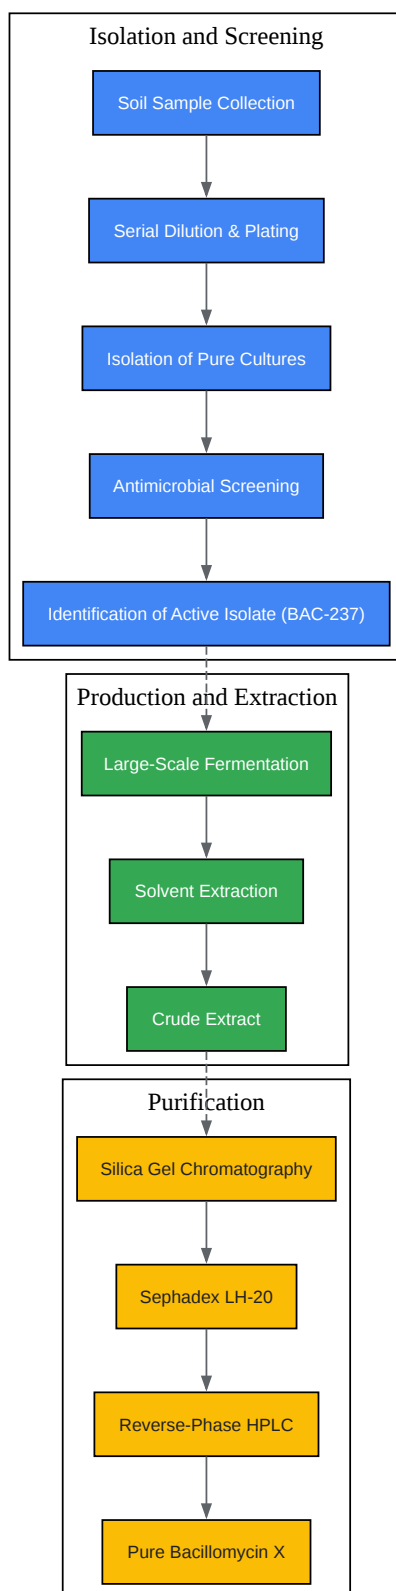 Isolation and Screening
Soil Sample Collection
Serial Dilution & Plating
Isolation of Pure Cultures
Antimicrobial Screening
Identification of Active Isolate (BAC-237)
Production and Extraction
Large-Scale Fermentation
Solvent Extraction
Crude Extract
Purification
Silica Gel Chromatography
Sephadex LH-20
Reverse-Phase HPLC
Pure Bacillomycin X